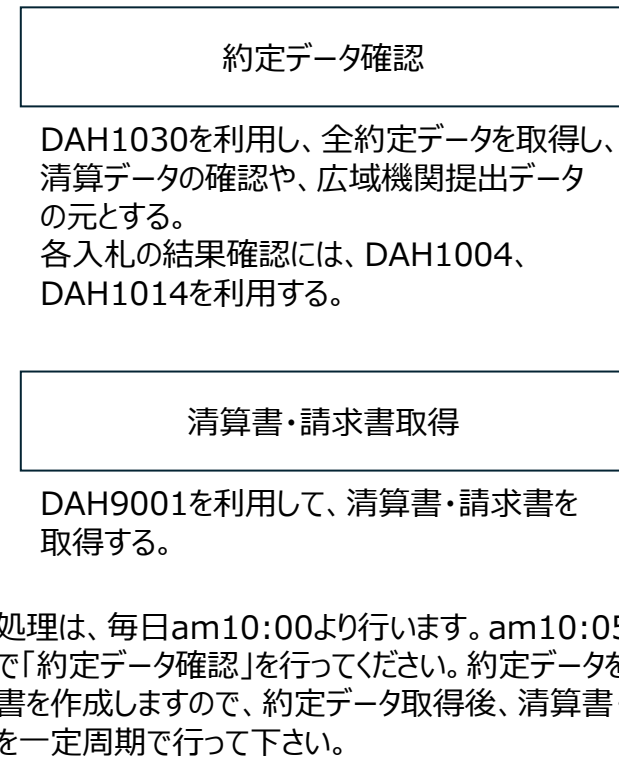 約定データ確認
DAH1030を利用し、全約定データを取得し、
清算データの確認や、広域機関提出データ
の元とする。
各入札の結果確認には、DAH1004、
DAH1014を利用する。
清算書・請求書取得
DAH9001を利用して、清算書・請求書を
取得する。
処理は、毎日am10:00より行います。am10:05
で「約定データ確認」を行ってください。約定データを
書を作成しますので、約定データ取得後、清算書・
を一定周期で行って下さい。